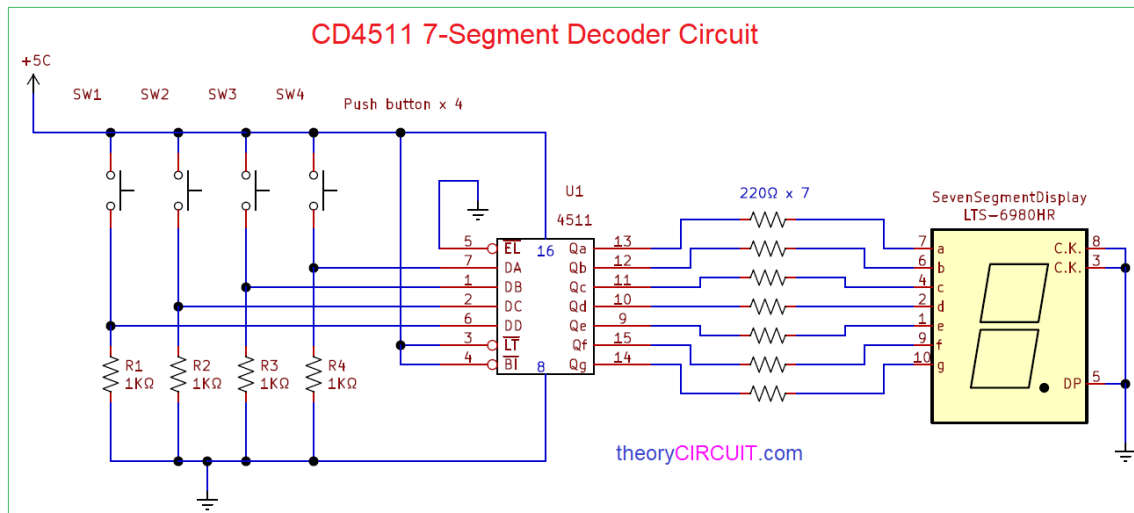 CD4511 7-Segment Decoder Circuit
+5C
SW1 SW2 SW3 SW4 Push button x 4
U1
4511
220Ω x 7
SevenSegmentDisplay
LTS-6980HR
5 EL 16 Qa 13
7 DA Qb 12
1 DB Qc 11
2 DC Qd 10
6 DD Qe 9
3 LT Qf 15
4 BI 8 Qg 14
7 a C.K. 8
6 b C.K. 3
4 c
2 d
1 e
9 f
10 g
DP 5
R1 R2 R3 R4
1KΩ 1KΩ 1KΩ 1KΩ
theoryCIRCUIT.com